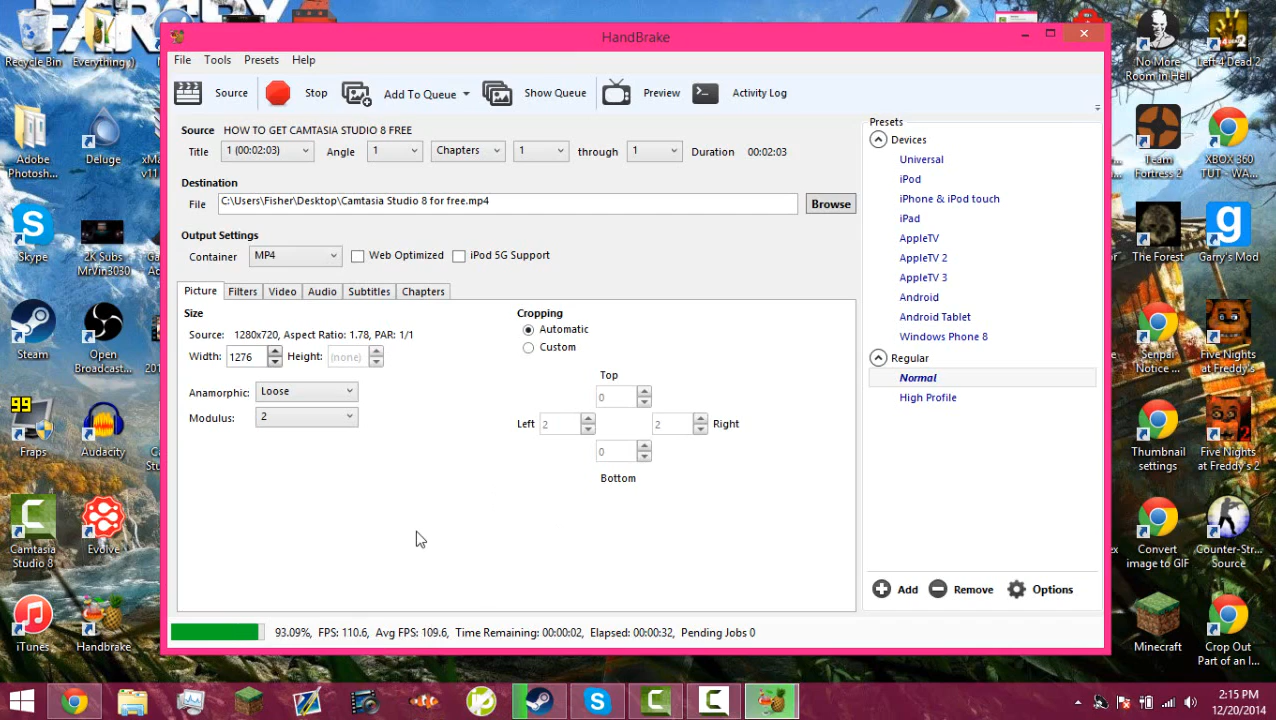 Recycle Bin
Everything :)
HandBrake
File Tools Presets Help
Source Stop Add To Queue Show Queue Preview Activity Log
Source HOW TO GET CAMTASIA STUDIO 8 FREE
Title 1 (00:02:03) Angle 1 Chapters 1 through 1 Duration 00:02:03
Destination
File C:\Users\Fisher\Desktop\Camtasia Studio 8 for free.mp4 Browse
Output Settings
Container MP4 Web Optimized iPod 5G Support
Picture Filters Video Audio Subtitles Chapters
Size
Source: 1280x720, Aspect Ratio: 1.78, PAR: 1/1
Width: 1276 Height: (none)
Anamorphic: Loose
Modulus: 2
Cropping
Automatic
Custom
Top
0
Left 2 2 Right
0
Bottom
Presets
Devices
Universal
iPod
iPhone & iPod touch
iPad
AppleTV
AppleTV 2
AppleTV 3
Android
Android Tablet
Windows Phone 8
Regular
Normal
High Profile
Add Remove Options
93.09%, FPS: 110.6, Avg FPS: 109.6, Time Remaining: 00:00:02, Elapsed: 00:00:32, Pending Jobs 0
Adobe
Photosh...
Deluge
Skype
2K Subs
MrVin3030
Steam
Open
Broadcast...
99
Fraps
Audacity
Camtasia
Studio 8
Evolve
iTunes
Handbrake
No More
Room in Hell
2
Left 4 Dead 2
Team
Fortress 2
XBOX 360
TUT - WA...
The Forest
g
Garry's Mod
Senpai
Notice ...
Five Nights
at Freddy's
Thumbnail
settings
Five Nights
at Freddy's 2
Convert
image to GIF
Counter-Str...
Source
Minecraft
Crop Out
Part of an I...
2:15 PM
12/20/2014